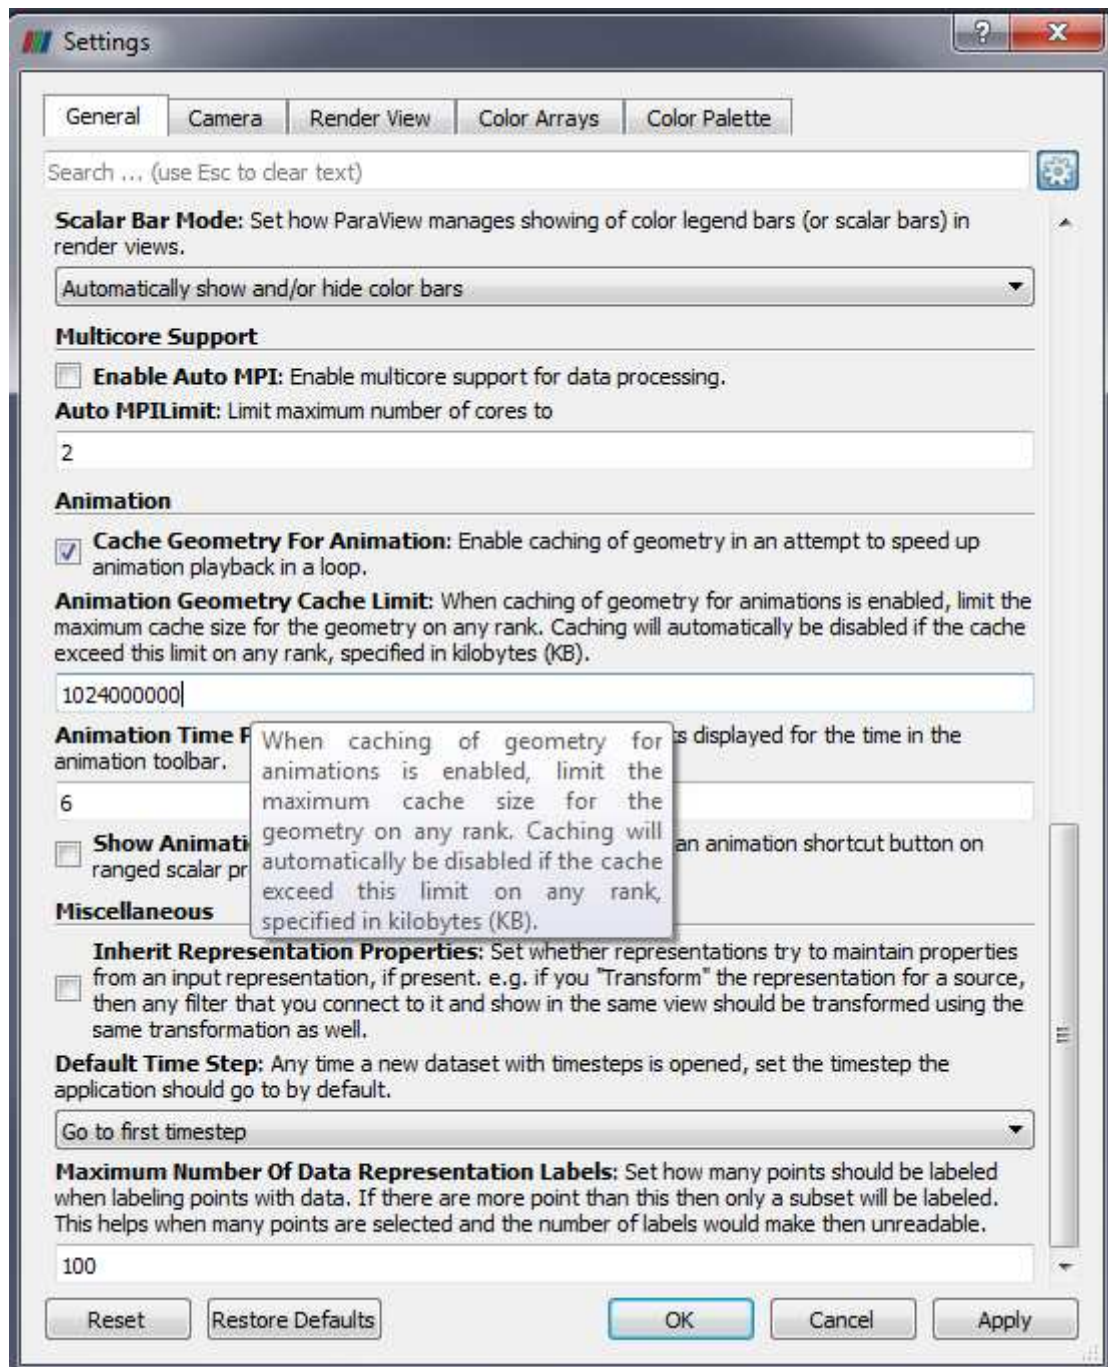 Settings
General Camera Render View Color Arrays Color Palette
Search ... (use Esc to clear text)
Scalar Bar Mode: Set how ParaView manages showing of color legend bars (or scalar bars) in
render views.
Automatically show and/or hide color bars
Multicore Support
Enable Auto MPI: Enable multicore support for data processing.
Auto MPILimit: Limit maximum number of cores to
2
Animation
Cache Geometry For Animation: Enable caching of geometry in an attempt to speed up
animation playback in a loop.
Animation Geometry Cache Limit: When caching of geometry for animations is enabled, limit the
maximum cache size for the geometry on any rank. Caching will automatically be disabled if the cache
exceed this limit on any rank, specified in kilobytes (KB).
1024000000
Animation Time displayed for the time in the
animation toolbar.
6
Show an animation shortcut button on
ranged scalar
When caching of geometry for
animations is enabled, limit the
maximum cache size for the
geometry on any rank. Caching will
automatically be disabled if the cache
exceed this limit on any rank,
specified in kilobytes (KB).
Miscellaneous
Inherit Representation Properties: Set whether representations try to maintain properties
from an input representation, if present. e.g. if you "Transform" the representation for a source,
then any filter that you connect to it and show in the same view should be transformed using the
same transformation as well.
Default Time Step: Any time a new dataset with timesteps is opened, set the timestep the
application should go to by default.
Go to first timestep
Maximum Number Of Data Representation Labels: Set how many points should be labeled
when labeling points with data. If there are more point than this then only a subset will be labeled.
This helps when many points are selected and the number of labels would make then unreadable.
100
Reset Restore Defaults OK Cancel Apply